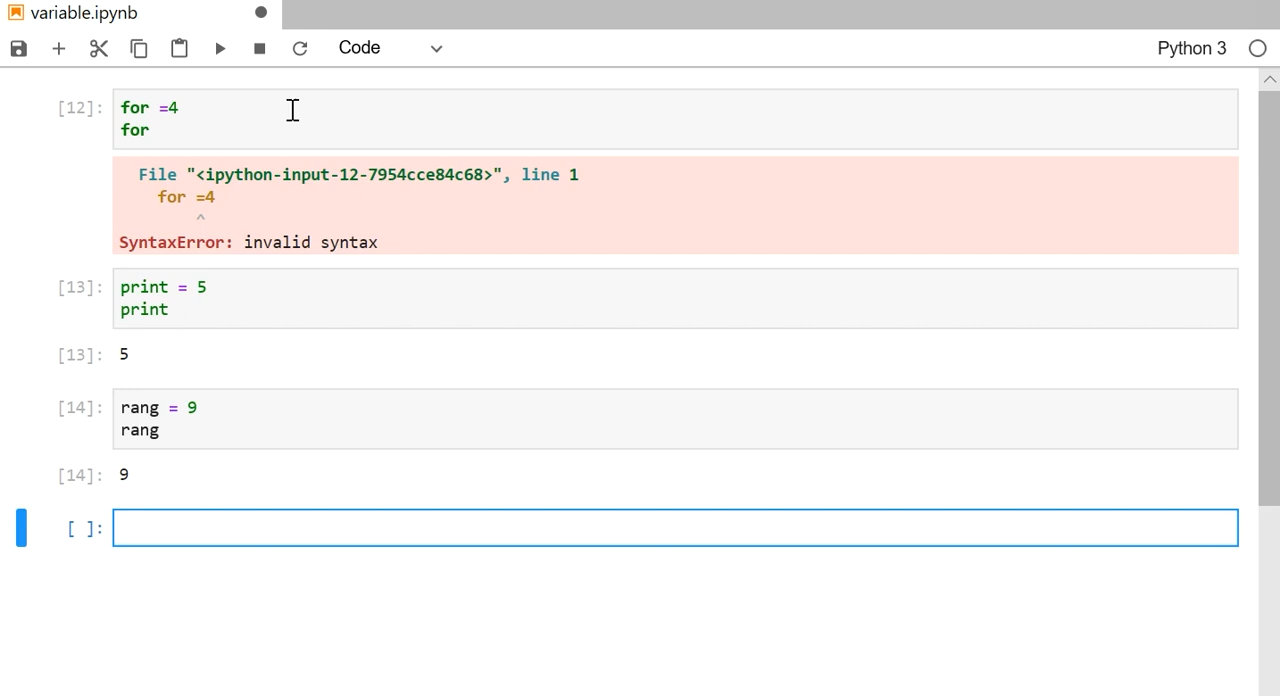 variable.ipynb
Code
Python 3
[12]: for =4
for
File "<ipython-input-12-7954cce84c68>", line 1
for =4
^
SyntaxError: invalid syntax
[13]: print = 5
print
[13]: 5
[14]: rang = 9
rang
[14]: 9
[ ]: